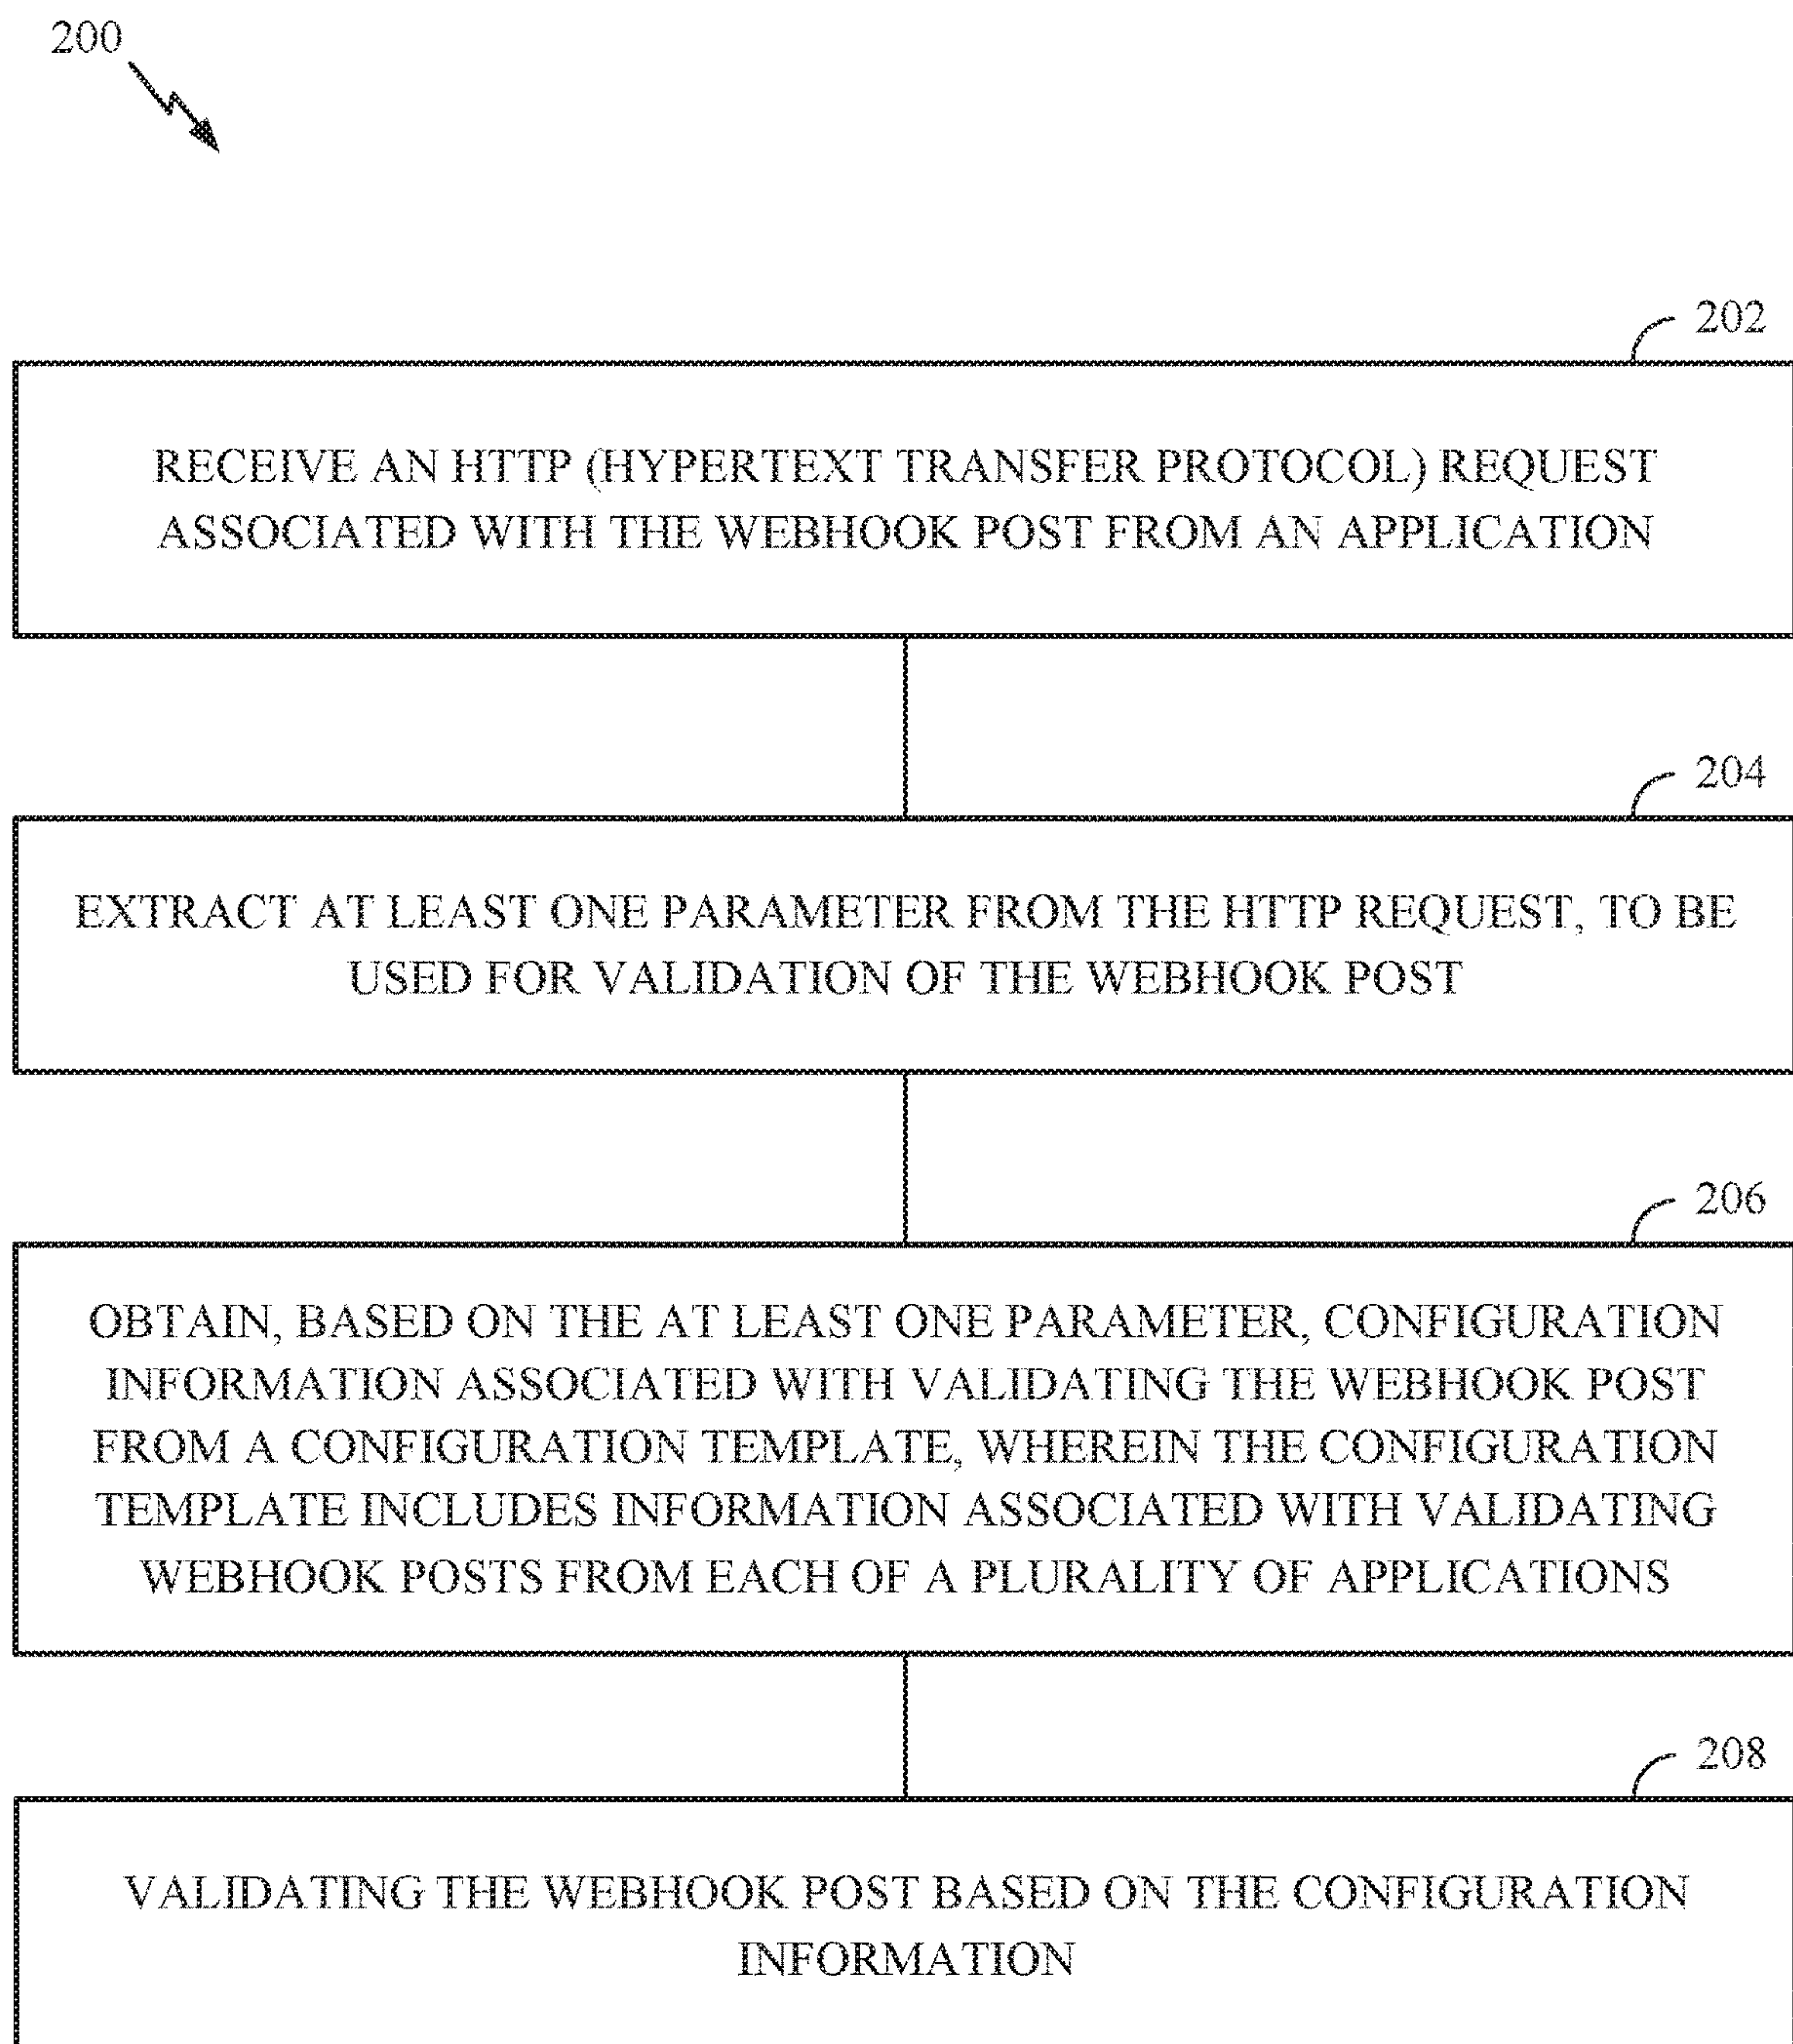 200
202
RECEIVE AN HTTP (HYPERTEXT TRANSFER PROTOCOL) REQUEST
ASSOCIATED WITH THE WEBHOOK POST FROM AN APPLICATION
204
EXTRACT AT LEAST ONE PARAMETER FROM THE HTTP REQUEST, TO BE
USED FOR VALIDATION OF THE WEBHOOK POST
206
OBTAIN, BASED ON THE AT LEAST ONE PARAMETER, CONFIGURATION
INFORMATION ASSOCIATED WITH VALIDATING THE WEBHOOK POST
FROM A CONFIGURATION TEMPLATE, WHEREIN THE CONFIGURATION
TEMPLATE INCLUDES INFORMATION ASSOCIATED WITH VALIDATING
WEBHOOK POSTS FROM EACH OF A PLURALITY OF APPLICATIONS
208
VALIDATING THE WEBHOOK POST BASED ON THE CONFIGURATION
INFORMATION